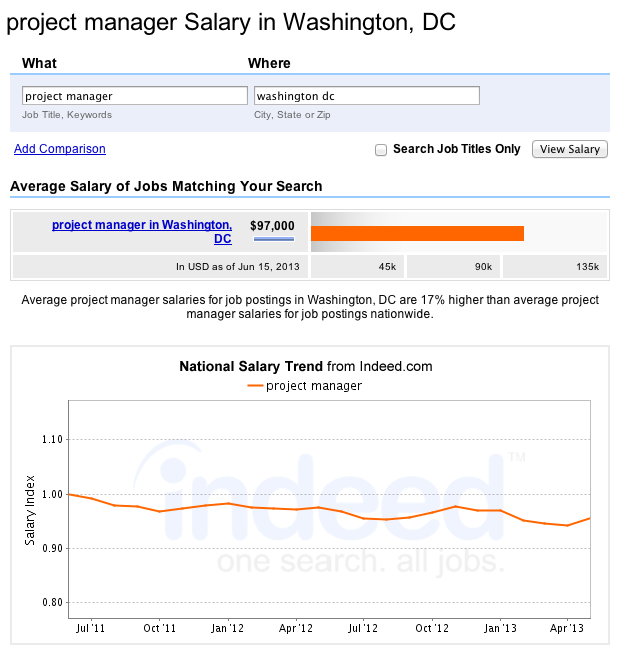 project manager Salary in Washington, DC
What Where
project manager washington dc
Job Title, Keywords City, State or Zip
Add Comparison Search Job Titles Only View Salary
Average Salary of Jobs Matching Your Search
project manager in Washington, $97,000
DC
In USD as of Jun 15, 2013 45k 90k 135k
Average project manager salaries for job postings in Washington, DC are 17% higher than average project
manager salaries for job postings nationwide.
National Salary Trend from Indeed.com
project manager
Salary Index
1.10
1.00
0.90
0.80
indeed™
one search. all jobs.
Jul '11 Oct '11 Jan '12 Apr '12 Jul '12 Oct '12 Jan '13 Apr '13